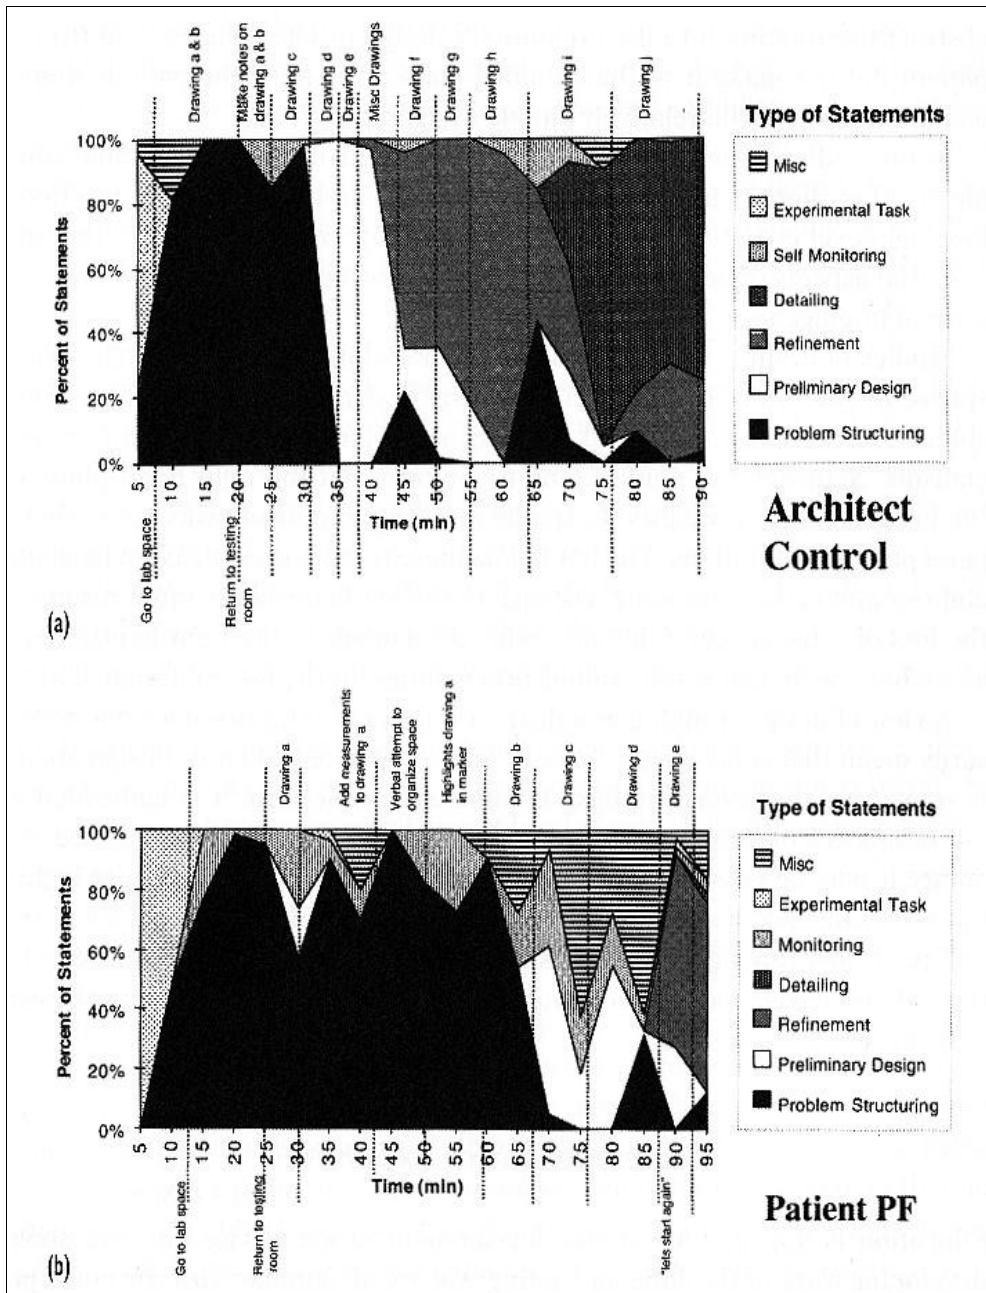 Drawing a & b
Make notes on
drawing a & b
Drawing c
Drawing d
Drawing e
Misc Drawings
Drawing f
Drawing g
Drawing h
Drawing i
Drawing j
Percent of Statements
100%
80%
60%
40%
20%
0%
5
10
15
20
25
30
35
40
45
50
55
60
65
70
75
80
85
90
Time (min)
Go to lab space
Return to testing
room
Type of Statements
Misc
Experimental Task
Self Monitoring
Detailing
Refinement
Preliminary Design
Problem Structuring
Architect
Control
(a)
Drawing a
Add measurements
to drawing a
Verbal attempt to
organize space
Highlights drawing a
in marker
Drawing b
Drawing c
Drawing d
Drawing e
Percent of Statements
100%
80%
60%
40%
20%
0%
5
10
15
20
25
30
35
40
45
50
55
60
65
70
75
80
85
90
95
Time (min)
Go to lab space
Return to testing
room
"lets start again"
Type of Statements
Misc
Experimental Task
Monitoring
Detailing
Refinement
Preliminary Design
Problem Structuring
Patient PF
(b)